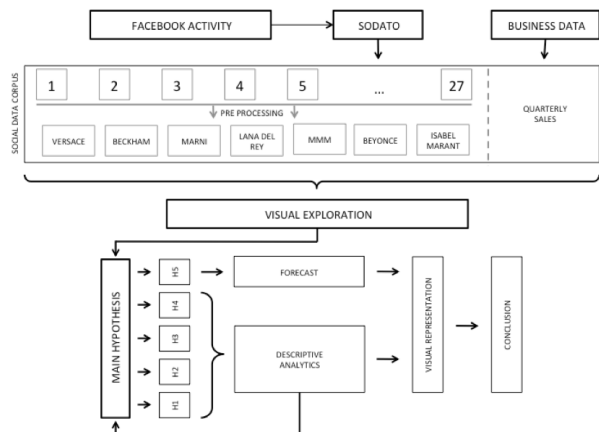 FACEBOOK ACTIVITY
SODATO
BUSINESS DATA
SOCIAL DATA CORPUS
1
2
3
4
5
...
27
PRE PROCESSING
QUARTERLY
SALES
VERSACE
BECKHAM
MARNI
LANA DEL
REY
MMM
BEYONCE
ISABEL
MARANT
VISUAL EXPLORATION
MAIN HYPOTHESIS
H5
H4
H3
H2
H1
FORECAST
DESCRIPTIVE
ANALYTICS
VISUAL REPRESENTATION
CONCLUSION